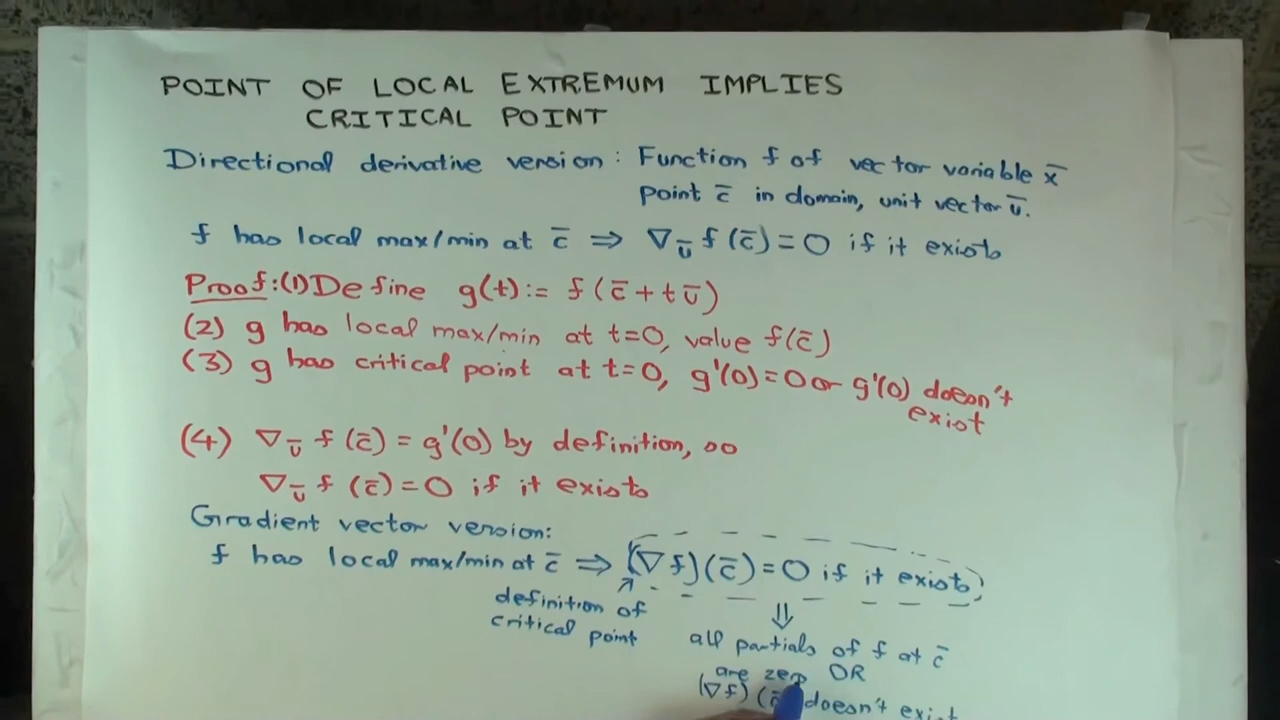 POINT OF LOCAL EXTREMUM IMPLIES
CRITICAL POINT
Directional derivative version: Function f of vector variable x̄
point c̄ in domain, unit vector ū.
f has local max/min at c̄ ⇒ ∇_ū f(c̄)=0 if it exists
Proof:(1)Define g(t):= f(c̄+tū)
(2) g has local max/min at t=0, value f(c̄)
(3) g has critical point at t=0, g'(0)=0 or g'(0) doesn't
exist
(4) ∇_ū f(c̄)=g'(0) by definition, so
∇_ū f(c̄)=0 if it exists
Gradient vector version:
f has local max/min at c̄ ⇒ (∇f)(c̄)=0 if it exists
definition of
critical point
⇓
all partials of f at c̄
are zero OR
(∇f)(c̄) doesn't exist